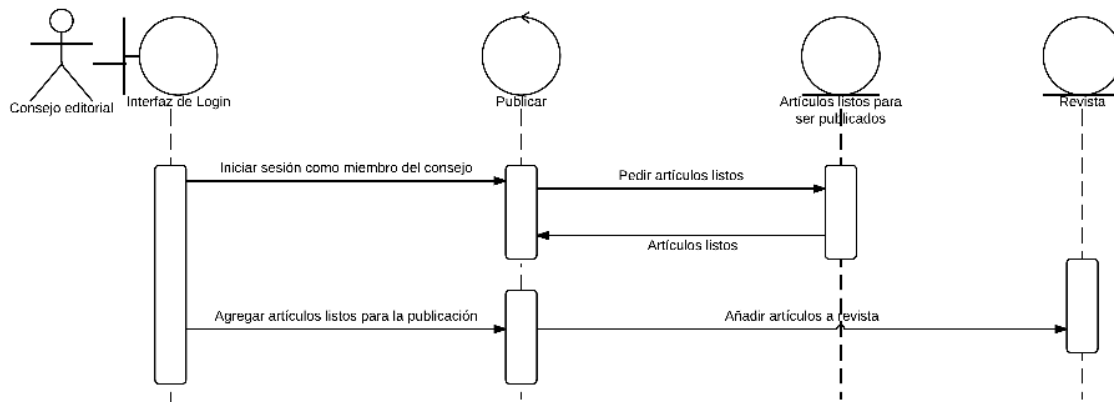 Consejo editorial
Interfaz de Login
Publicar
Artículos listos para
ser publicados
Revista
Iniciar sesión como miembro del consejo
Pedir artículos listos
Artículos listos
Agregar artículos listos para la publicación
Añadir artículos a revista